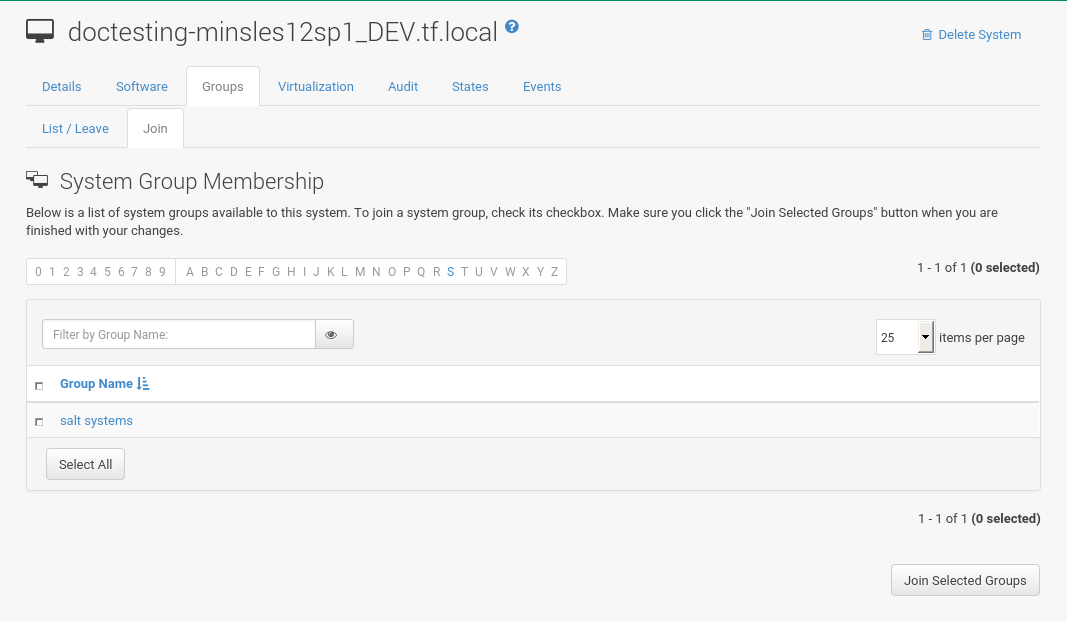 doctesting-minsles12sp1_DEV.tf.local ?
Delete System
Details Software Groups Virtualization Audit States Events
List / Leave Join
System Group Membership
Below is a list of system groups available to this system. To join a system group, check its checkbox. Make sure you click the "Join Selected Groups" button when you are
finished with your changes.
0 1 2 3 4 5 6 7 8 9 A B C D E F G H I J K L M N O P Q R S T U V W X Y Z
1 - 1 of 1 (0 selected)
Filter by Group Name:
25 items per page
Group Name
salt systems
Select All
1 - 1 of 1 (0 selected)
Join Selected Groups